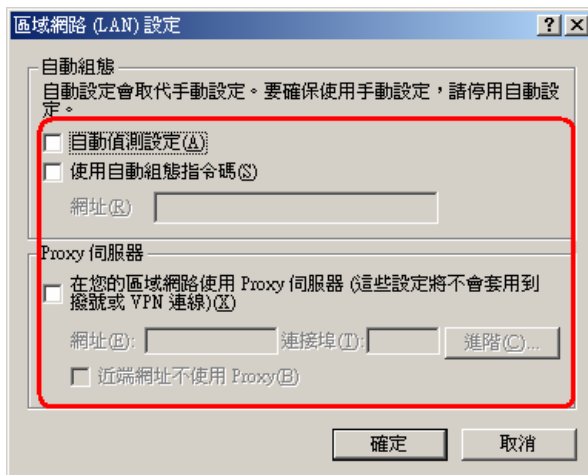 區域網路 (LAN) 設定
自動組態
自動設定會取代手動設定。要確保使用手動設定，請停用自動設
定。
自動偵測設定(A)
使用自動組態指令碼(S)
網址(R)
Proxy 伺服器
在您的區域網路使用 Proxy 伺服器 (這些設定將不會套用到
撥號或 VPN 連線)(X)
網址(E): 連接埠(T): 進階(C)...
近端網址不使用 Proxy(B)
確定 取消